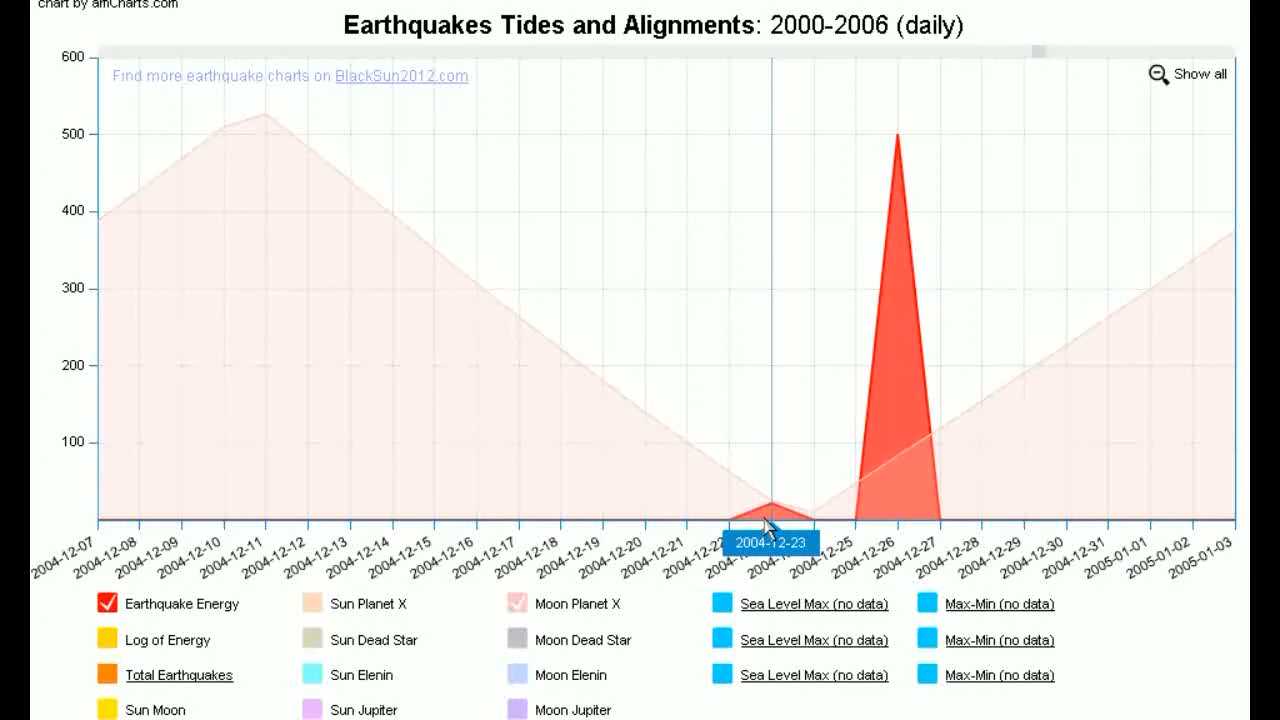 chart by amCharts.com
Earthquakes Tides and Alignments: 2000-2006 (daily)
600
Find more earthquake charts on BlackSun2012.com
Show all
500
400
300
200
100
2004-12-07
2004-12-08
2004-12-09
2004-12-10
2004-12-11
2004-12-12
2004-12-13
2004-12-14
2004-12-15
2004-12-16
2004-12-17
2004-12-18
2004-12-19
2004-12-20
2004-12-21
2004-12-23
2004-12-25
2004-12-26
2004-12-27
2004-12-28
2004-12-29
2004-12-30
2004-12-31
2005-01-01
2005-01-02
2005-01-03
Earthquake Energy
Sun Planet X
Moon Planet X
Sea Level Max (no data)
Max-Min (no data)
Log of Energy
Sun Dead Star
Moon Dead Star
Sea Level Max (no data)
Max-Min (no data)
Total Earthquakes
Sun Elenin
Moon Elenin
Sea Level Max (no data)
Max-Min (no data)
Sun Moon
Sun Jupiter
Moon Jupiter